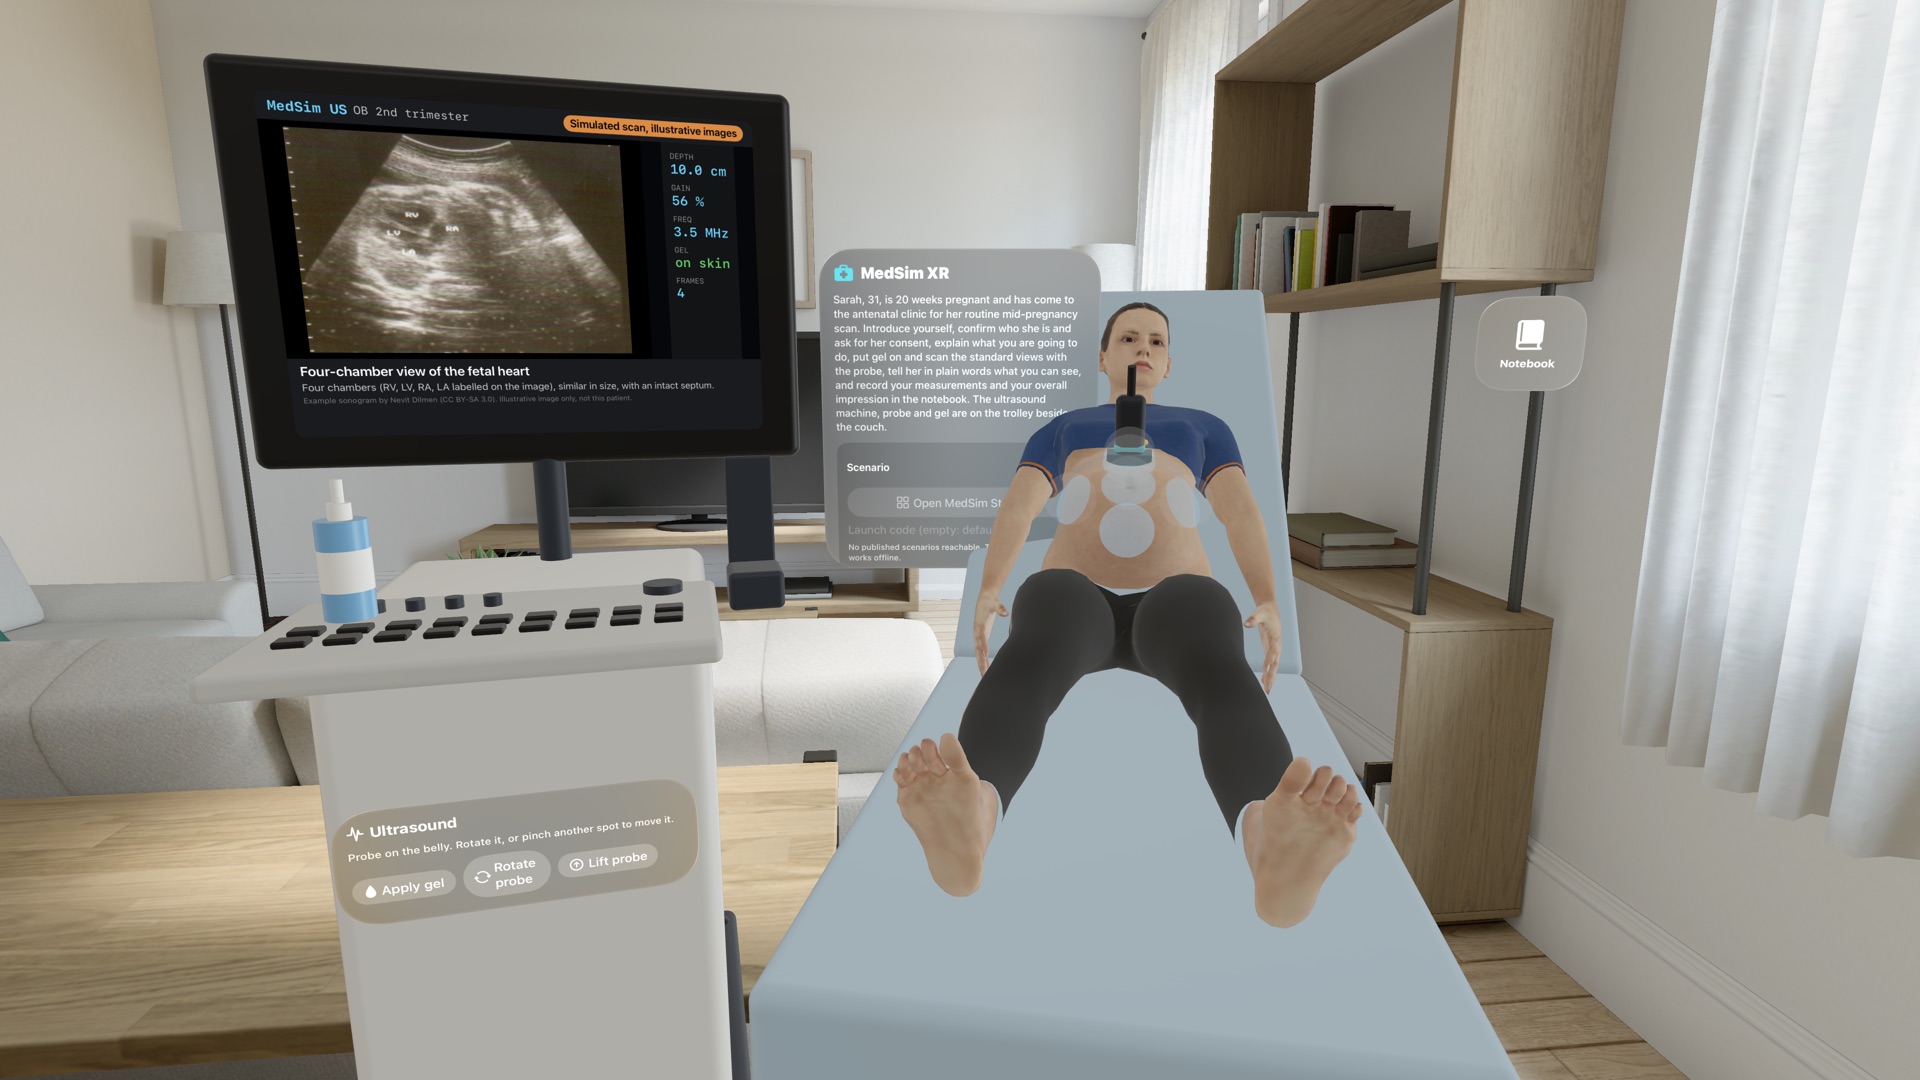 MedSim US OB 2nd trimester
Simulated scan, illustrative images
RV
LV
RA
LA
DEPTH
10.0 cm
GAIN
56 %
FREQ
3.5 MHz
GEL
on skin
FRAMES
4
Four-chamber view of the fetal heart
Four chambers (RV, LV, RA, LA labelled on the image), similar in size, with an intact septum.
Example sonogram by Nevit Dilmen (CC BY-SA 3.0). Illustrative image only, not this patient.
MedSim XR
Sarah, 31, is 20 weeks pregnant and has come to
the antenatal clinic for her routine mid-pregnancy
scan. Introduce yourself, confirm who she is and
ask for her consent, explain what you are going to
do, put gel on and scan the standard views with
the probe, tell her in plain words what you can see,
and record your measurements and your overall
impression in the notebook. The ultrasound
machine, probe and gel are on the trolley beside
the couch.
Scenario
Open MedSim St
Launch code (empty: defau
No published scenarios reachable. T
works offline.
Notebook
Ultrasound
Probe on the belly. Rotate it, or pinch another spot to move it.
Apply gel
Rotate
probe
Lift probe